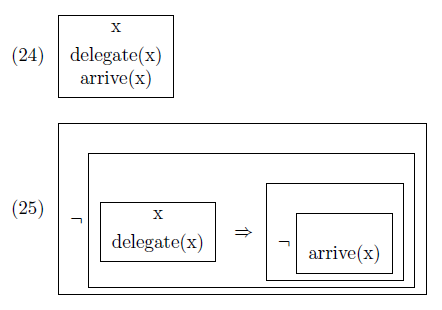 (24)
x
delegate(x)
arrive(x)
(25)
¬
x
delegate(x)
⇒
¬
arrive(x)